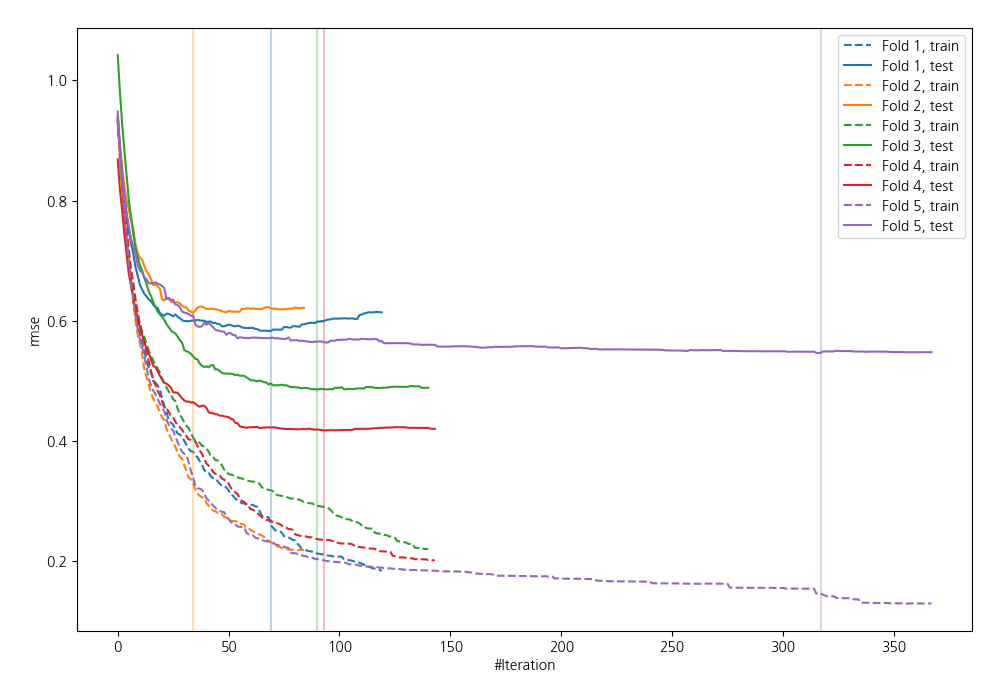 1.0
0.8
0.6
0.4
0.2
rmse
Fold 1, train
Fold 1, test
Fold 2, train
Fold 2, test
Fold 3, train
Fold 3, test
Fold 4, train
Fold 4, test
Fold 5, train
Fold 5, test
0 50 100 150 200 250 300 350
#Iteration